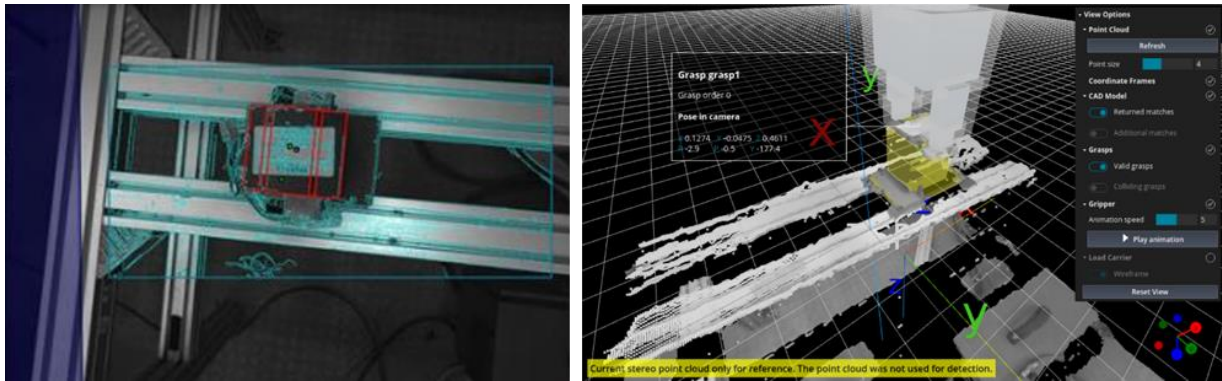 Grasp grasp1
Grasp order 0
Pose in camera
X 0.1274 Y -0.0475 Z 0.4611
R -2.9 P -0.5 Y -177.4
y
X
z
y
View Options
Point Cloud
Refresh
Point size 4
Coordinate Frames
CAD Model
Returned matches
Additional matches
Grasps
Valid grasps
Colliding grasps
Gripper
Animation speed 5
Play animation
Load Carrier
Wireframe
Reset View
Current stereo point cloud only for reference. The point cloud was not used for detection.